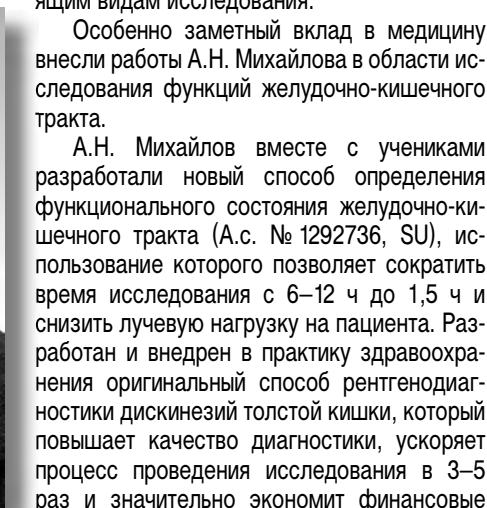 ящим видам исследования.
Особенно заметный вклад в медицину
внесли работы А.Н. Михайлова в области ис-
следования функций желудочно-кишечного
тракта.
А.Н. Михайлов вместе с учениками
разработали новый способ определения
функционального состояния желудочно-ки-
шечного тракта (А.с. № 1292736, SU), ис-
пользование которого позволяет сократить
время исследования с 6–12 ч до 1,5 ч и
снизить лучевую нагрузку на пациента. Раз-
работан и внедрен в практику здравоохра-
нения оригинальный способ рентгенодиаг-
ностики дискинезий толстой кишки, который
повышает качество диагностики, ускоряет
процесс проведения исследования в 3–5
раз и значительно экономит финансовые